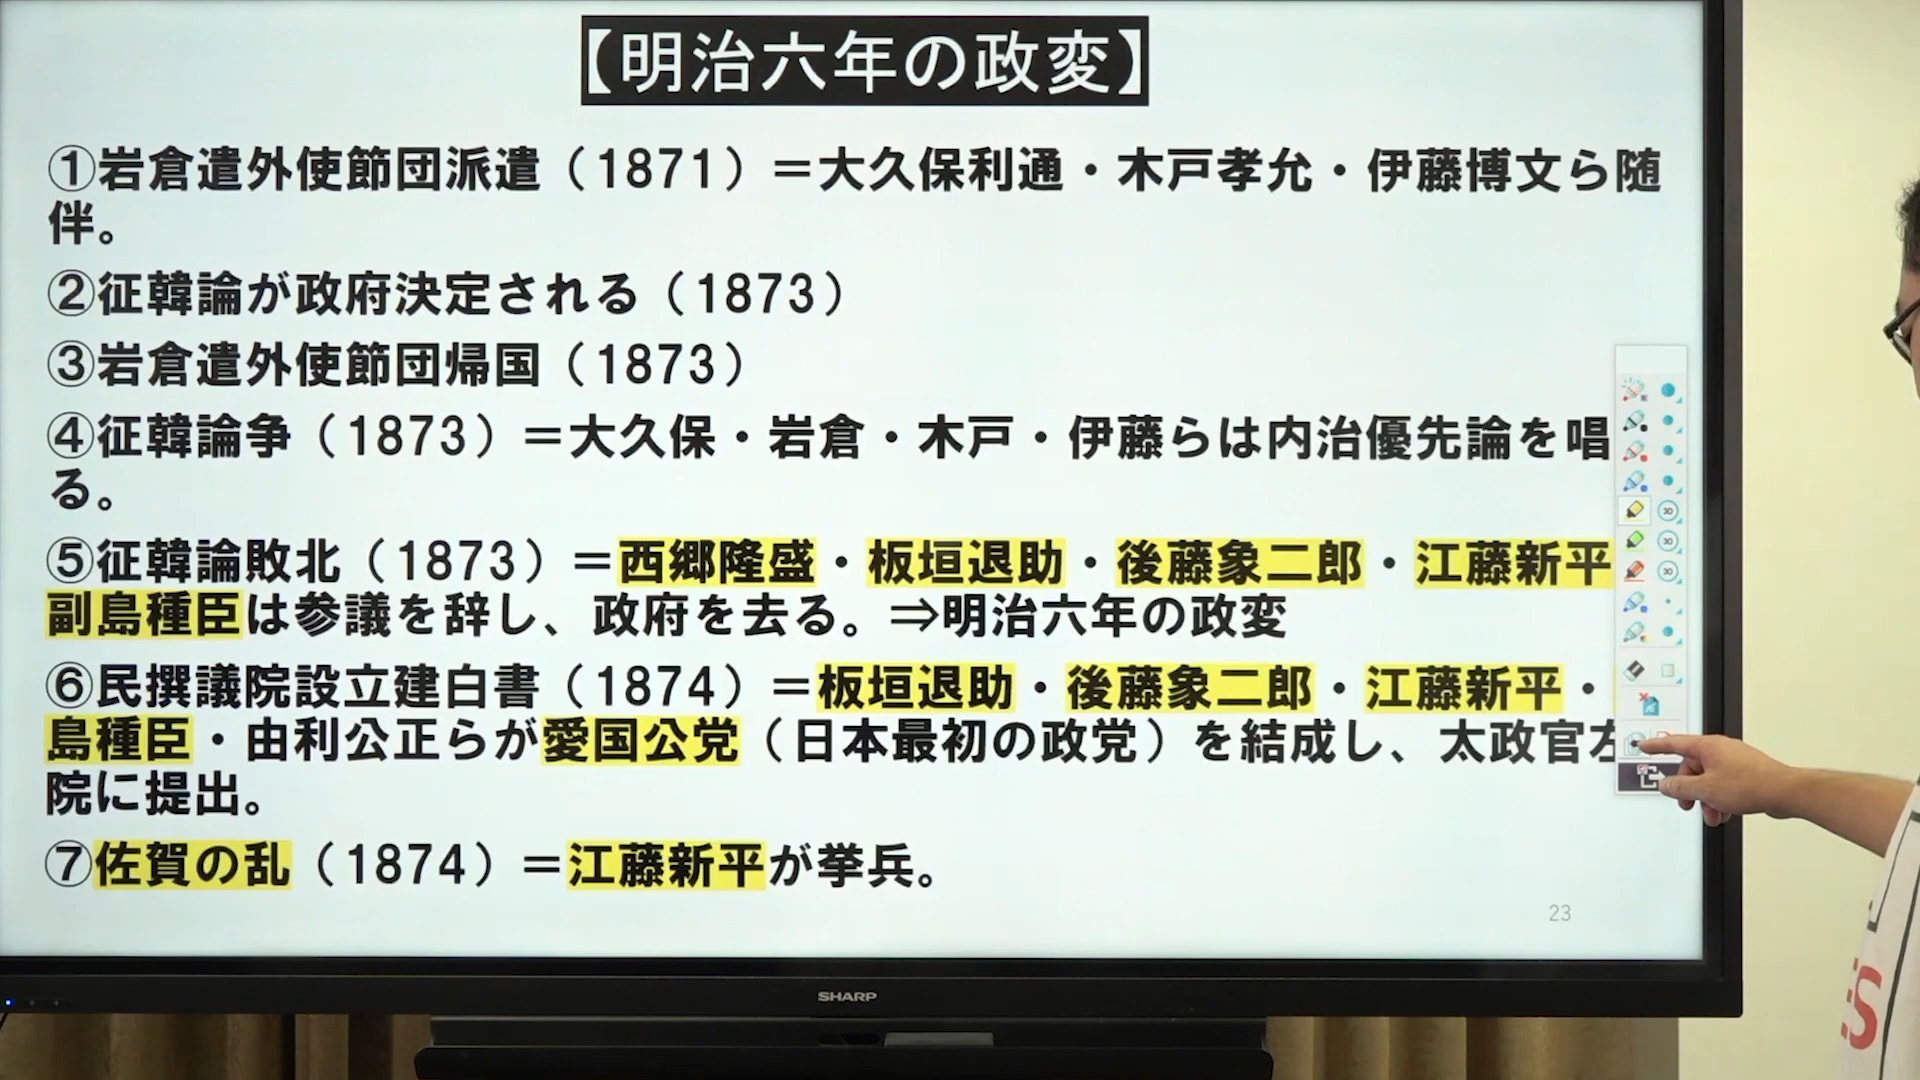 【明治六年の政変】
①岩倉遣外使節団派遣（1871）＝大久保利通・木戸孝允・伊藤博文ら随
伴。
②征韓論が政府決定される（1873）
③岩倉遣外使節団帰国（1873）
④征韓論争（1873）＝大久保・岩倉・木戸・伊藤らは内治優先論を唱
る。
⑤征韓論敗北（1873）＝西郷隆盛・板垣退助・後藤象二郎・江藤新平
副島種臣は参議を辞し、政府を去る。⇒明治六年の政変
⑥民撰議院設立建白書（1874）＝板垣退助・後藤象二郎・江藤新平・
島種臣・由利公正らが愛国公党（日本最初の政党）を結成し、太政官左
院に提出。
⑦佐賀の乱（1874）＝江藤新平が挙兵。
23
30
30
30
SHARP
ES